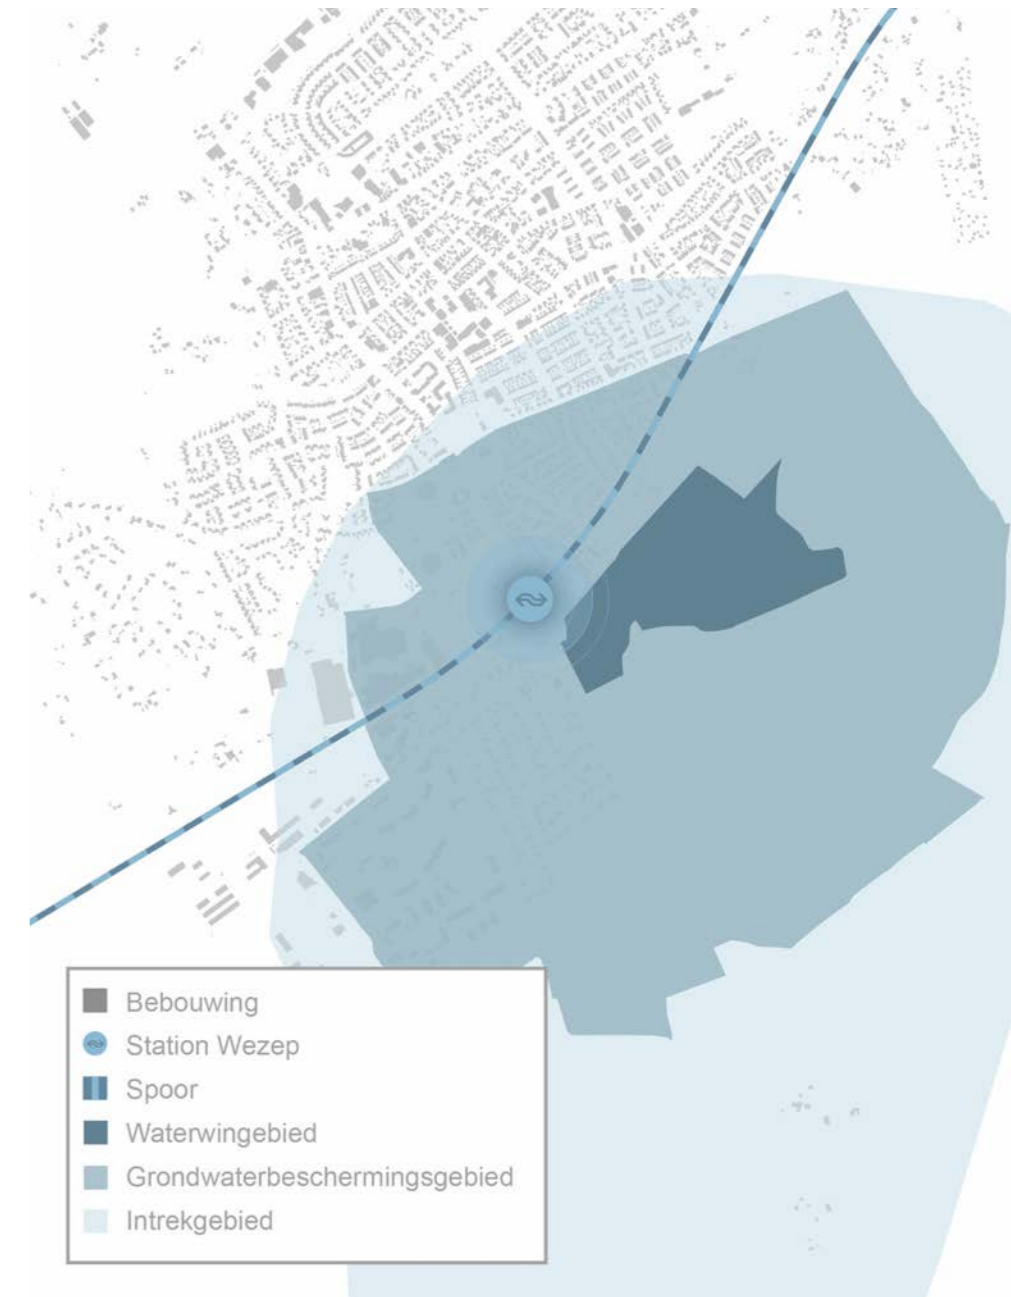 Bebouwing
Station Wezep
Spoor
Waterwingebied
Grondwaterbeschermingsgebied
Intrekgebied